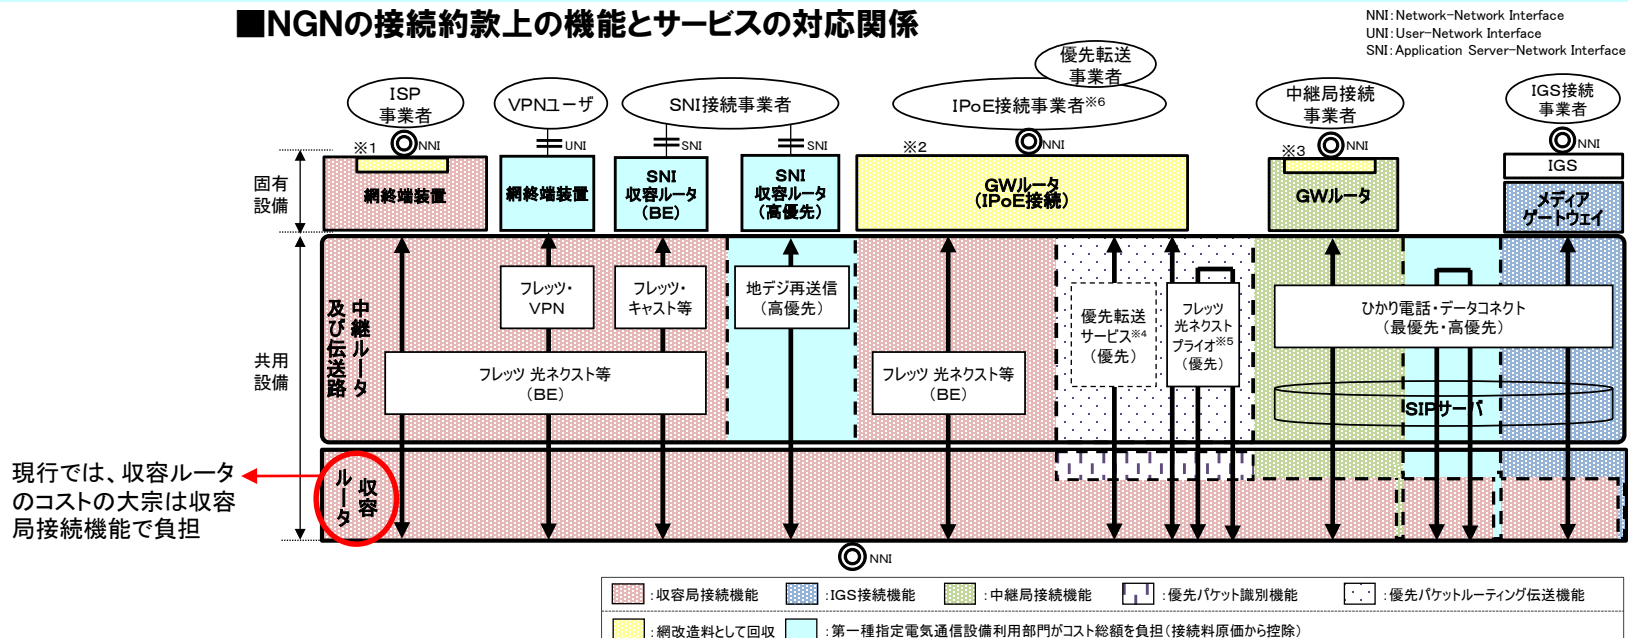 ■NGNの接続約款上の機能とサービスの対応関係
NNI:Network-Network Interface
UNI:User-Network Interface
SNI:Application Server-Network Interface
ISP
事業者
VPNユーザ
SNI接続事業者
優先転送
事業者
IPoE接続事業者※6
中継局接続
事業者
IGS接続
事業者
※1
NNI
UNI
SNI
SNI
※2
NNI
※3
NNI
NNI
固有
設備
網終端装置
網終端装置
SNI
収容ルータ
(BE)
SNI
収容ルータ
(高優先)
GWルータ
(IPoE接続)
GWルータ
IGS
メディア
ゲートウェイ
共用
設備
中継ルータ
及び伝送路
フレッツ・
VPN
フレッツ・
キャスト等
地デジ再送信
(高優先)
フレッツ 光ネクスト等
(BE)
フレッツ 光ネクスト等
(BE)
優先転送
サービス※4
(優先)
フレッツ
光ネクスト
プライオ※5
(優先)
ひかり電話・データコネクト
(最優先・高優先)
SIPサーバ
収容
ルータ
現行では、収容ルータ
のコストの大宗は収容
局接続機能で負担
NNI
:収容局接続機能
:IGS接続機能
:中継局接続機能
:優先パケット識別機能
:優先パケットルーティング伝送機能
:網改造料として回収
:第一種指定電気通信設備利用部門がコスト総額を負担(接続料原価から控除)